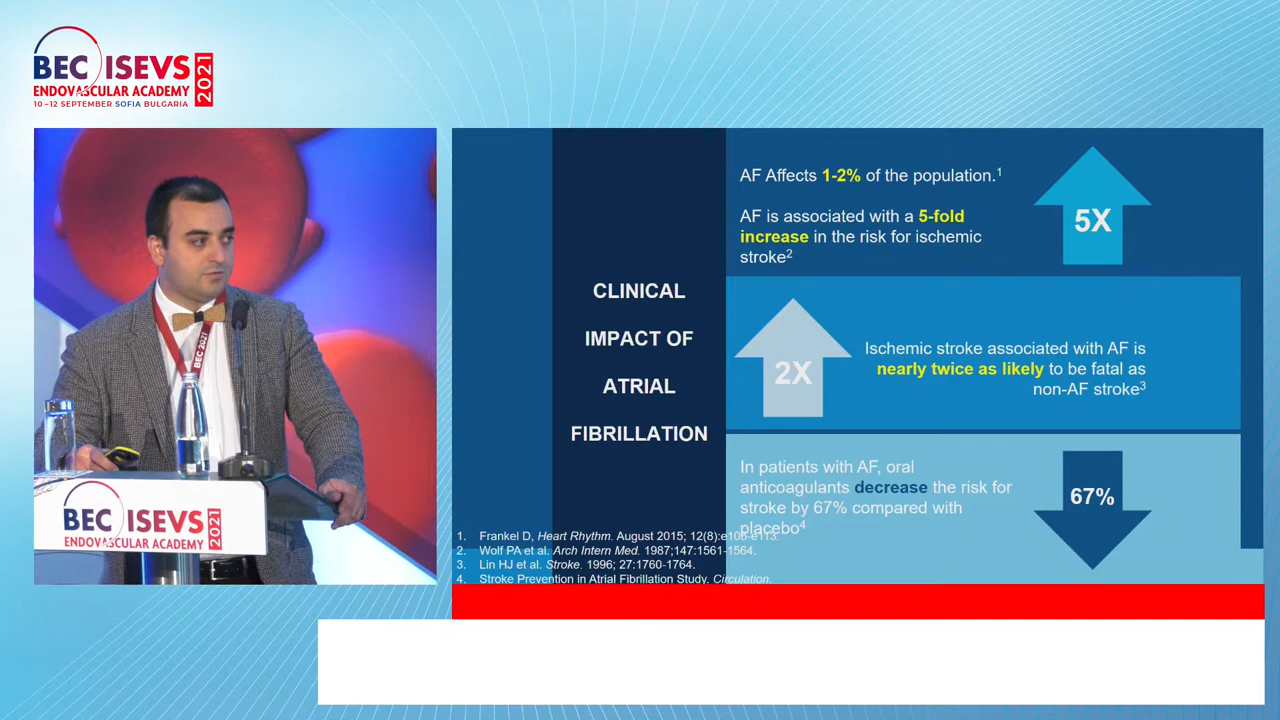 BEC ISEVS
ENDOVASCULAR ACADEMY
10–12 SEPTEMBER SOFIA BULGARIA
2021
BEC 2021
BEC ISEVS
ENDOVASCULAR ACADEMY
2021
CLINICAL
IMPACT OF
ATRIAL
FIBRILLATION
AF Affects 1-2% of the population.1
AF is associated with a 5-fold
increase in the risk for ischemic
stroke2
5X
2X
Ischemic stroke associated with AF is
nearly twice as likely to be fatal as
non-AF stroke3
In patients with AF, oral
anticoagulants decrease the risk for
stroke by 67% compared with
placebo4
67%
1. Frankel D, Heart Rhythm. August 2015; 12(8):e106-e113.
2. Wolf PA et al. Arch Intern Med. 1987;147:1561-1564.
3. Lin HJ et al. Stroke. 1996; 27:1760-1764.
4. Stroke Prevention in Atrial Fibrillation Study. Circulation.